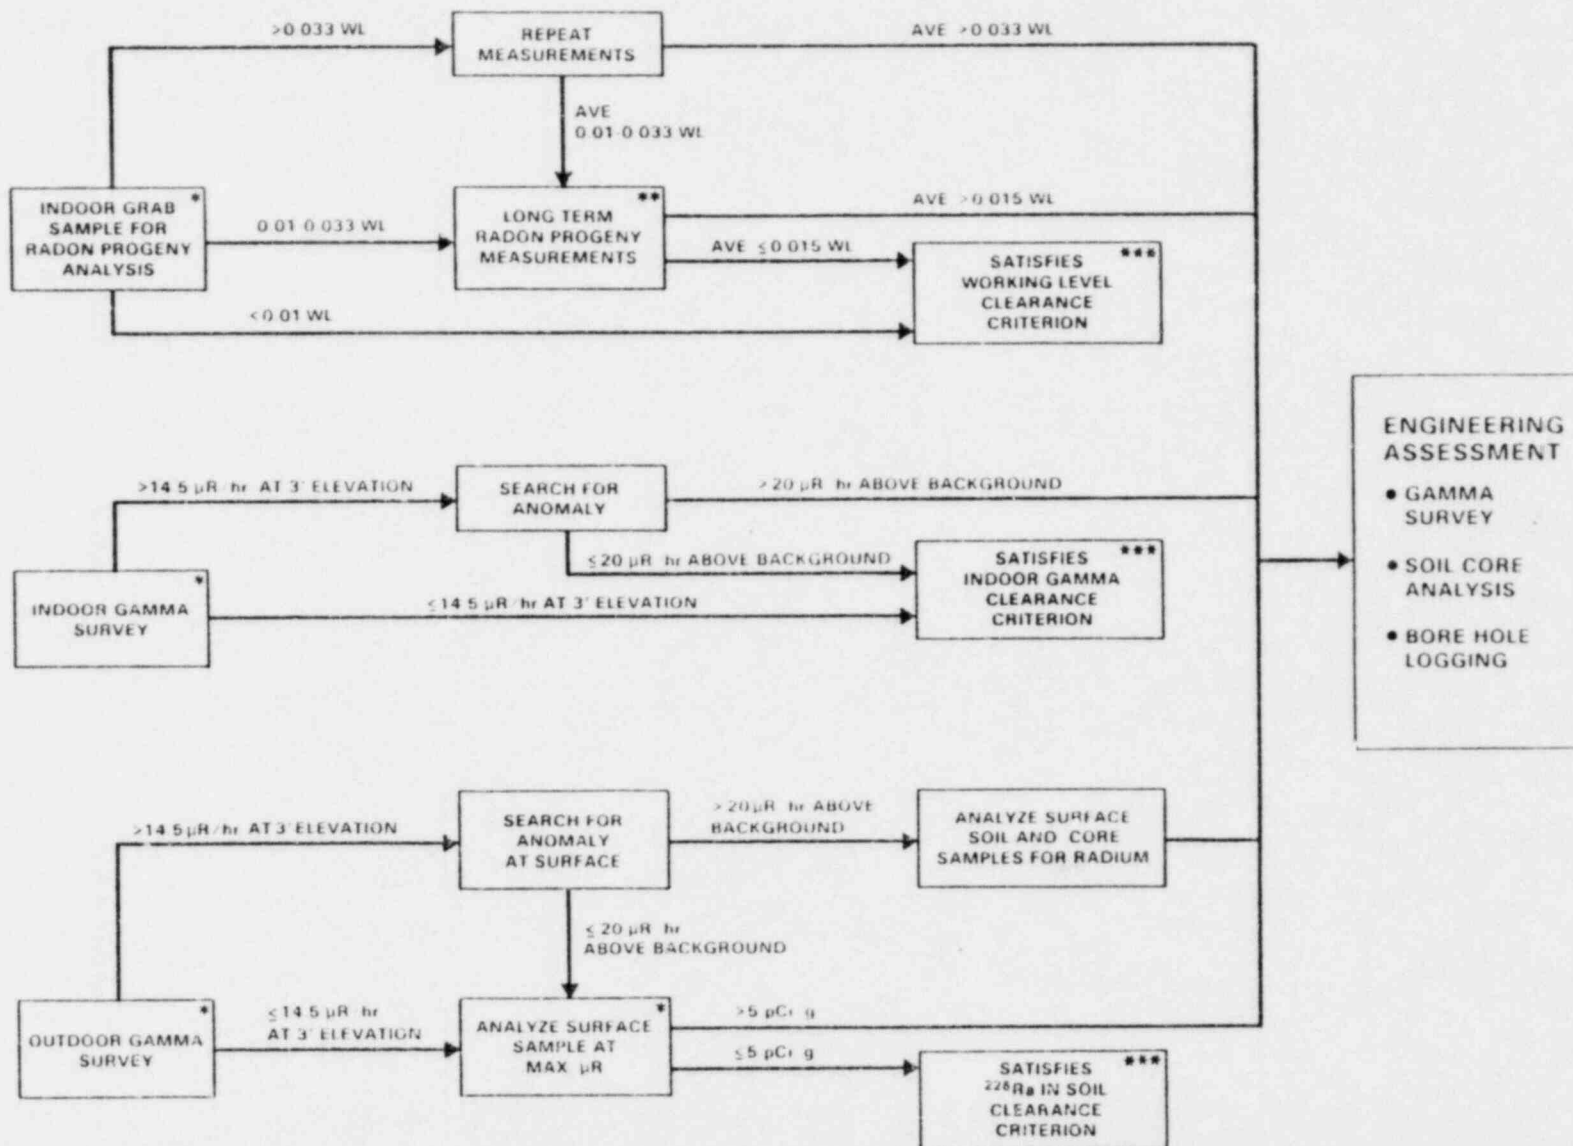 >0.033 WL
REPEAT
MEASUREMENTS
AVE >0.033 WL
AVE
0.01-0.033 WL
INDOOR GRAB *
SAMPLE FOR
RADON PROGENY
ANALYSIS
0.01-0.033 WL
LONG TERM **
RADON PROGENY
MEASUREMENTS
AVE >0.015 WL
AVE ≤0.015 WL
SATISFIES ***
WORKING LEVEL
CLEARANCE
CRITERION
<0.01 WL
>14.5 µR/hr AT 3' ELEVATION
SEARCH FOR
ANOMALY
>20 µR/hr ABOVE BACKGROUND
≤20 µR/hr ABOVE BACKGROUND
SATISFIES ***
INDOOR GAMMA
CLEARANCE
CRITERION
INDOOR GAMMA *
SURVEY
≤14.5 µR/hr AT 3' ELEVATION
ENGINEERING
ASSESSMENT
• GAMMA
SURVEY
• SOIL CORE
ANALYSIS
• BORE HOLE
LOGGING
>14.5 µR/hr AT 3' ELEVATION
SEARCH FOR
ANOMALY
AT SURFACE
>20 µR/hr ABOVE
BACKGROUND
ANALYZE SURFACE
SOIL AND CORE
SAMPLES FOR RADIUM
≤20 µR/hr
ABOVE BACKGROUND
OUTDOOR GAMMA *
SURVEY
≤14.5 µR/hr
AT 3' ELEVATION
ANALYZE SURFACE *
SAMPLE AT
MAX µR
>5 pCi/g
≤5 pCi/g
SATISFIES ***
²²⁶Ra IN SOIL
CLEARANCE
CRITERION